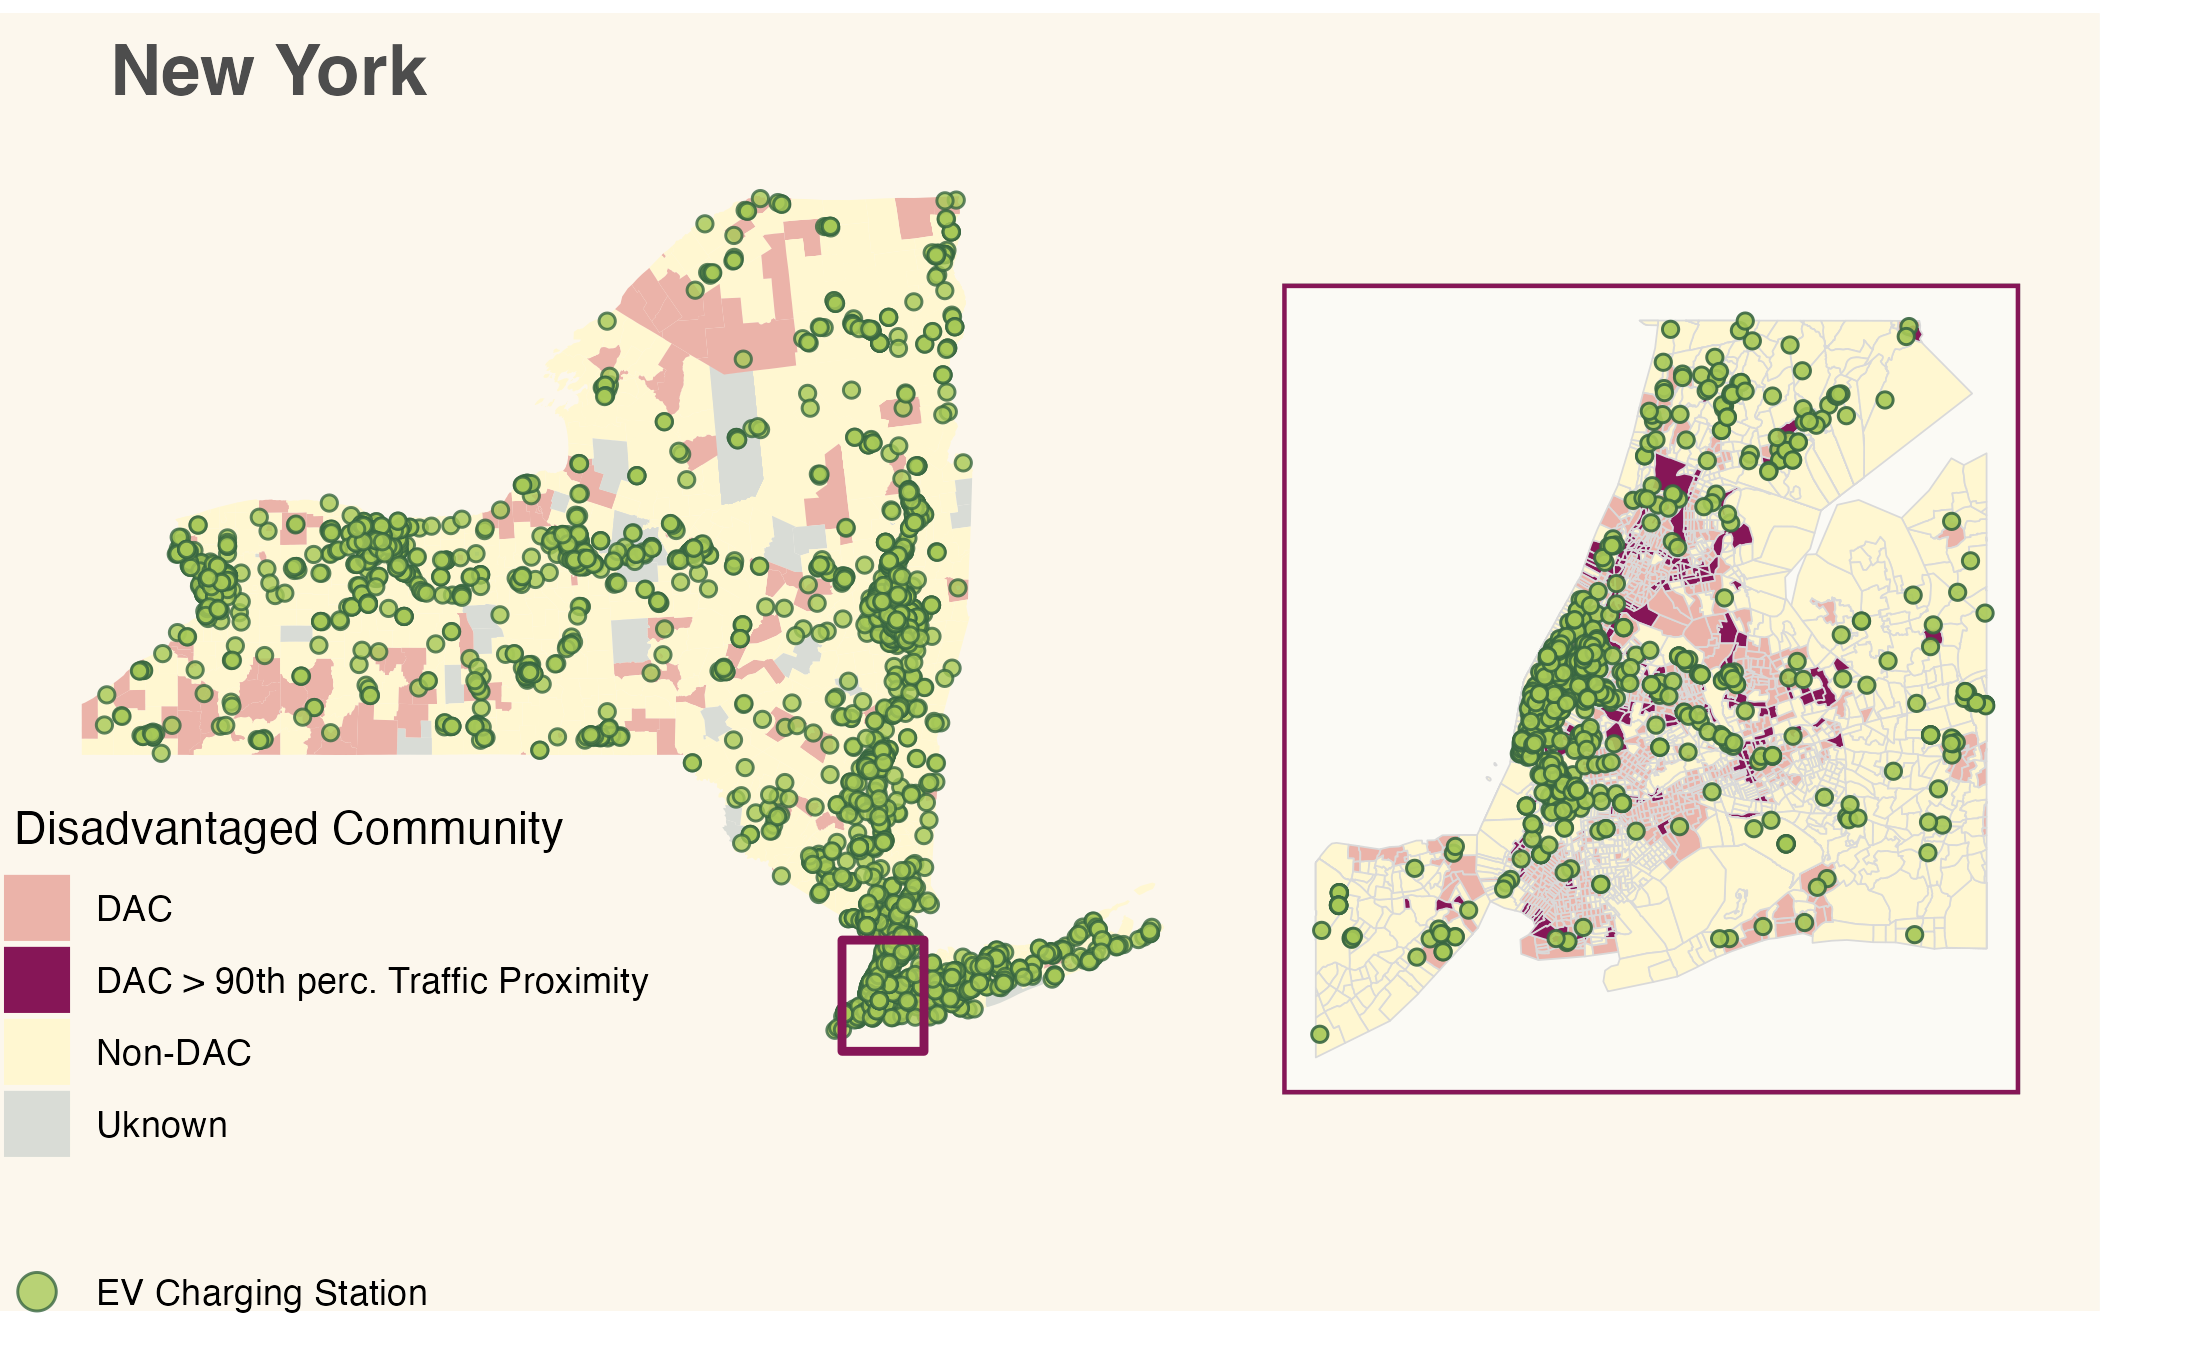 New York
Disadvantaged Community
DAC
DAC > 90th perc. Traffic Proximity
Non-DAC
Uknown
EV Charging Station